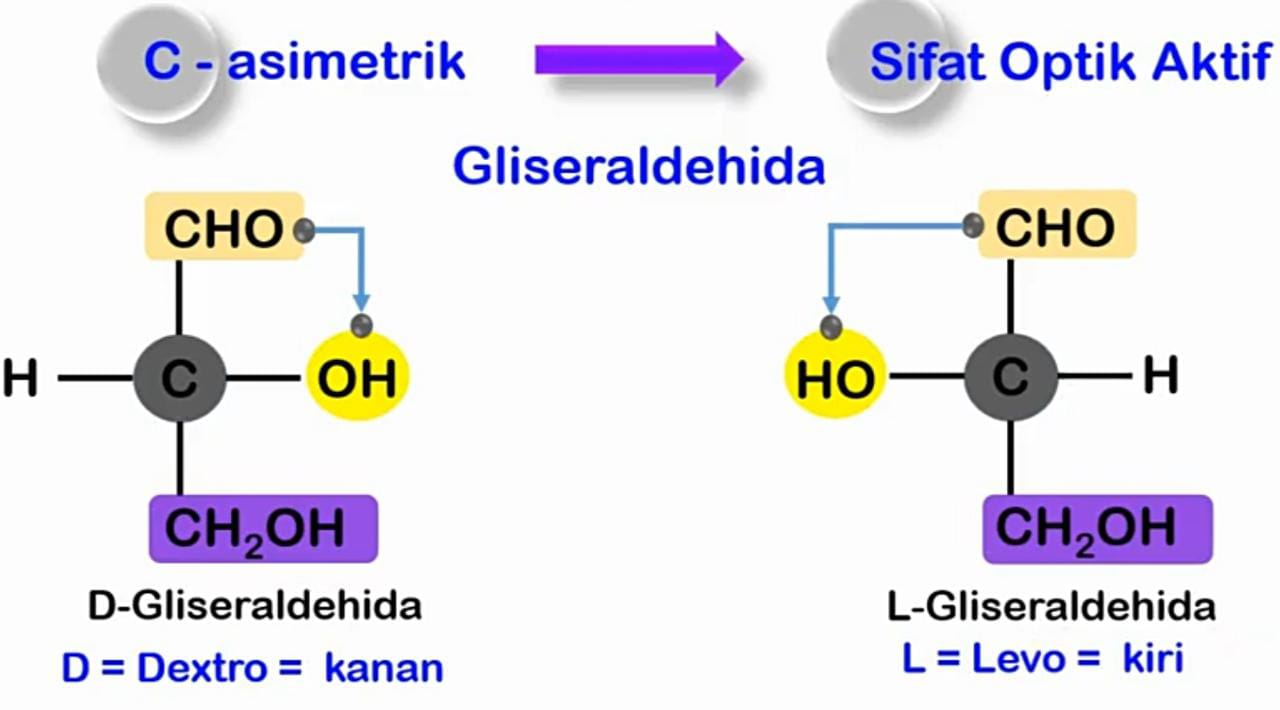 C - asimetrik
Sifat Optik Aktif
Gliseraldehida
CHO
CHO
H
C
OH
HO
C
H
CH₂OH
CH₂OH
D-Gliseraldehida
L-Gliseraldehida
D = Dextro = kanan
L = Levo = kiri